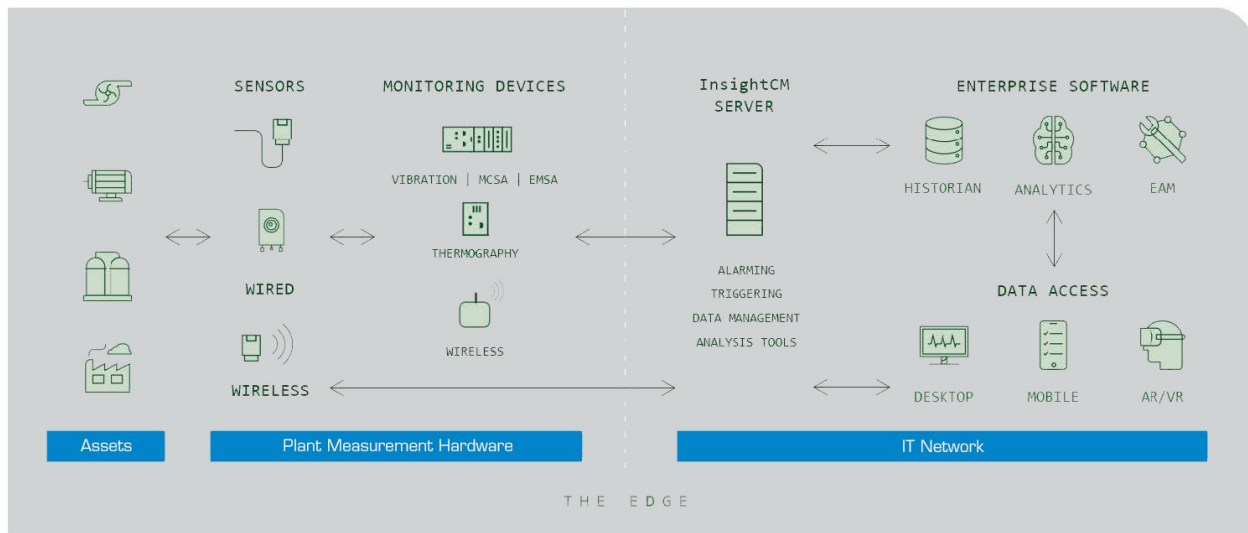 SENSORS
MONITORING DEVICES
InsightCM
SERVER
ENTERPRISE SOFTWARE
VIBRATION | MCSA | EMSA
HISTORIAN
ANALYTICS
EAM
THERMOGRAPHY
WIRED
ALARMING
TRIGGERING
DATA MANAGEMENT
ANALYSIS TOOLS
DATA ACCESS
WIRELESS
WIRELESS
DESKTOP
MOBILE
AR/VR
Assets
Plant Measurement Hardware
IT Network
THE EDGE